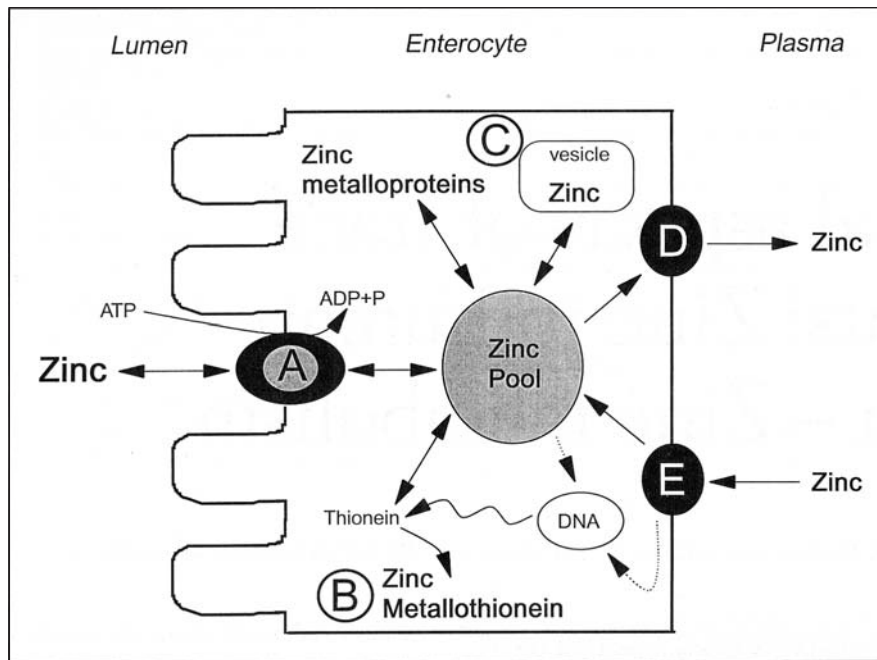 Lumen
Enterocyte
Plasma
C
vesicle
Zinc
Zinc
metalloproteins
D
Zinc
ATP
ADP+P
Zinc
A
Zinc
Pool
E
Zinc
Thionein
DNA
B
Zinc
Metallothionein